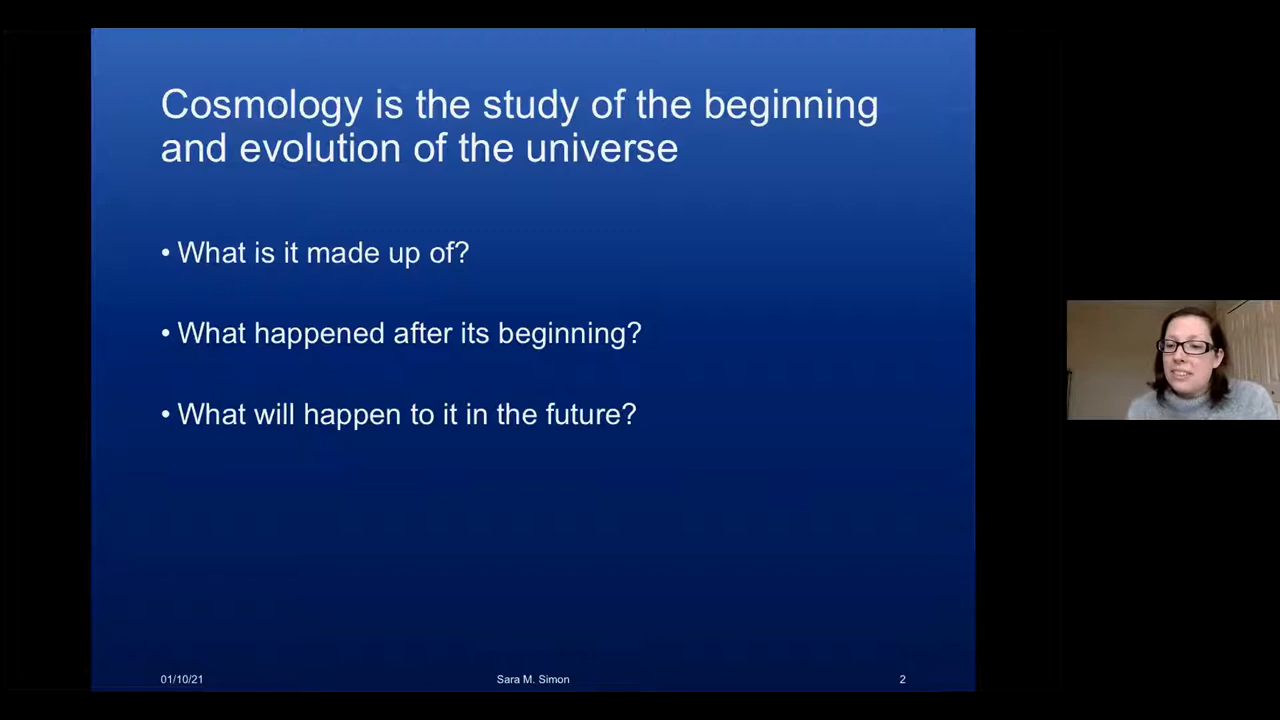 Cosmology is the study of the beginning
and evolution of the universe
• What is it made up of?
• What happened after its beginning?
• What will happen to it in the future?
01/10/21
Sara M. Simon
2